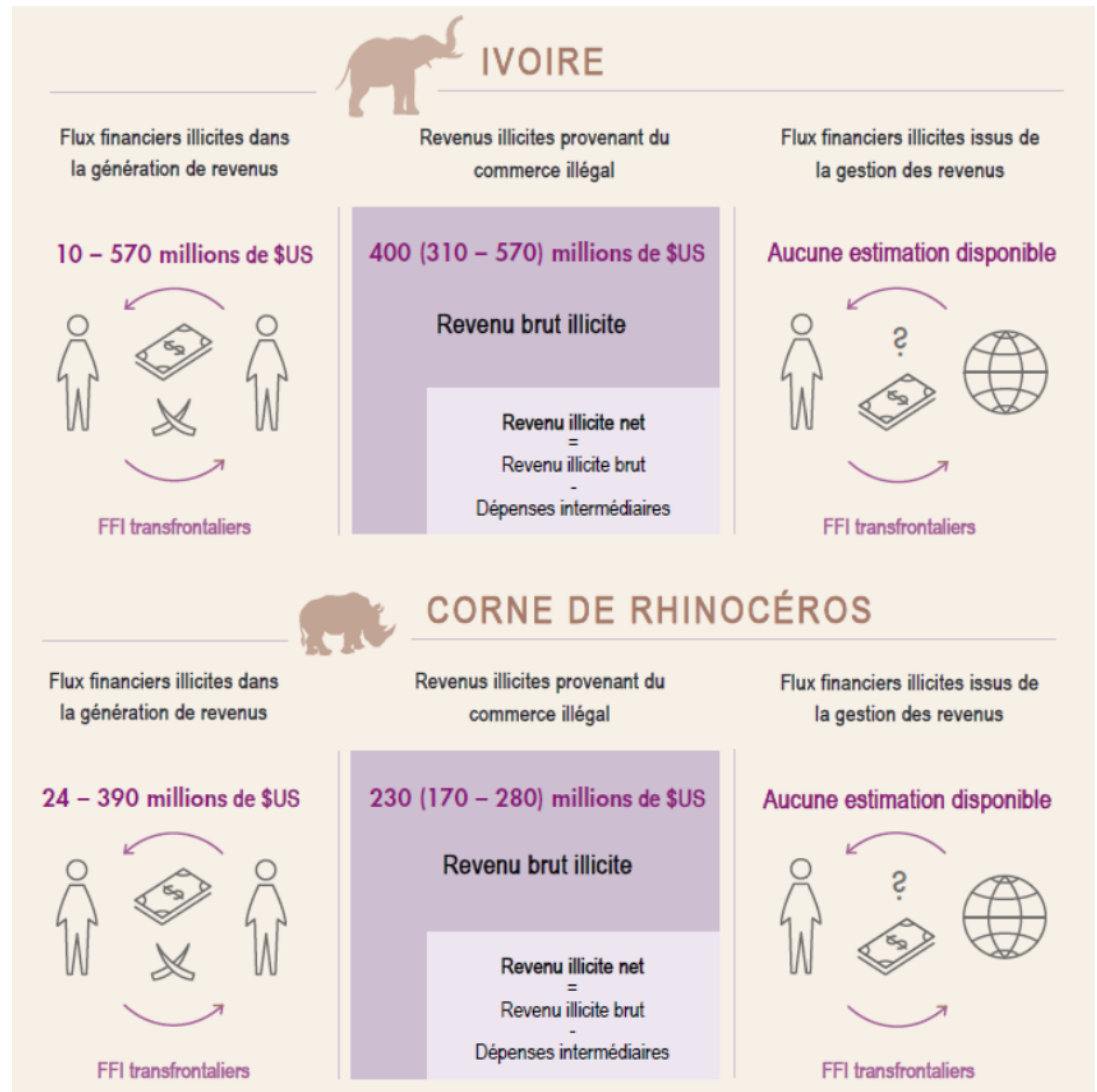 IVOIRE
Flux financiers illicites dans
la génération de revenus
Revenus illicites provenant du
commerce illégal
Flux financiers illicites issus de
la gestion des revenus
10 – 570 millions de $US
400 (310 – 570) millions de $US
Aucune estimation disponible
Revenu brut illicite
$
?
$
Revenu illicite net
=
Revenu illicite brut
-
Dépenses intermédiaires
FFI transfrontaliers
FFI transfrontaliers
CORNE DE RHINOCÉROS
Flux financiers illicites dans
la génération de revenus
Revenus illicites provenant du
commerce illégal
Flux financiers illicites issus de
la gestion des revenus
24 – 390 millions de $US
230 (170 – 280) millions de $US
Aucune estimation disponible
Revenu brut illicite
$
?
$
Revenu illicite net
=
Revenu illicite brut
-
Dépenses intermédiaires
FFI transfrontaliers
FFI transfrontaliers